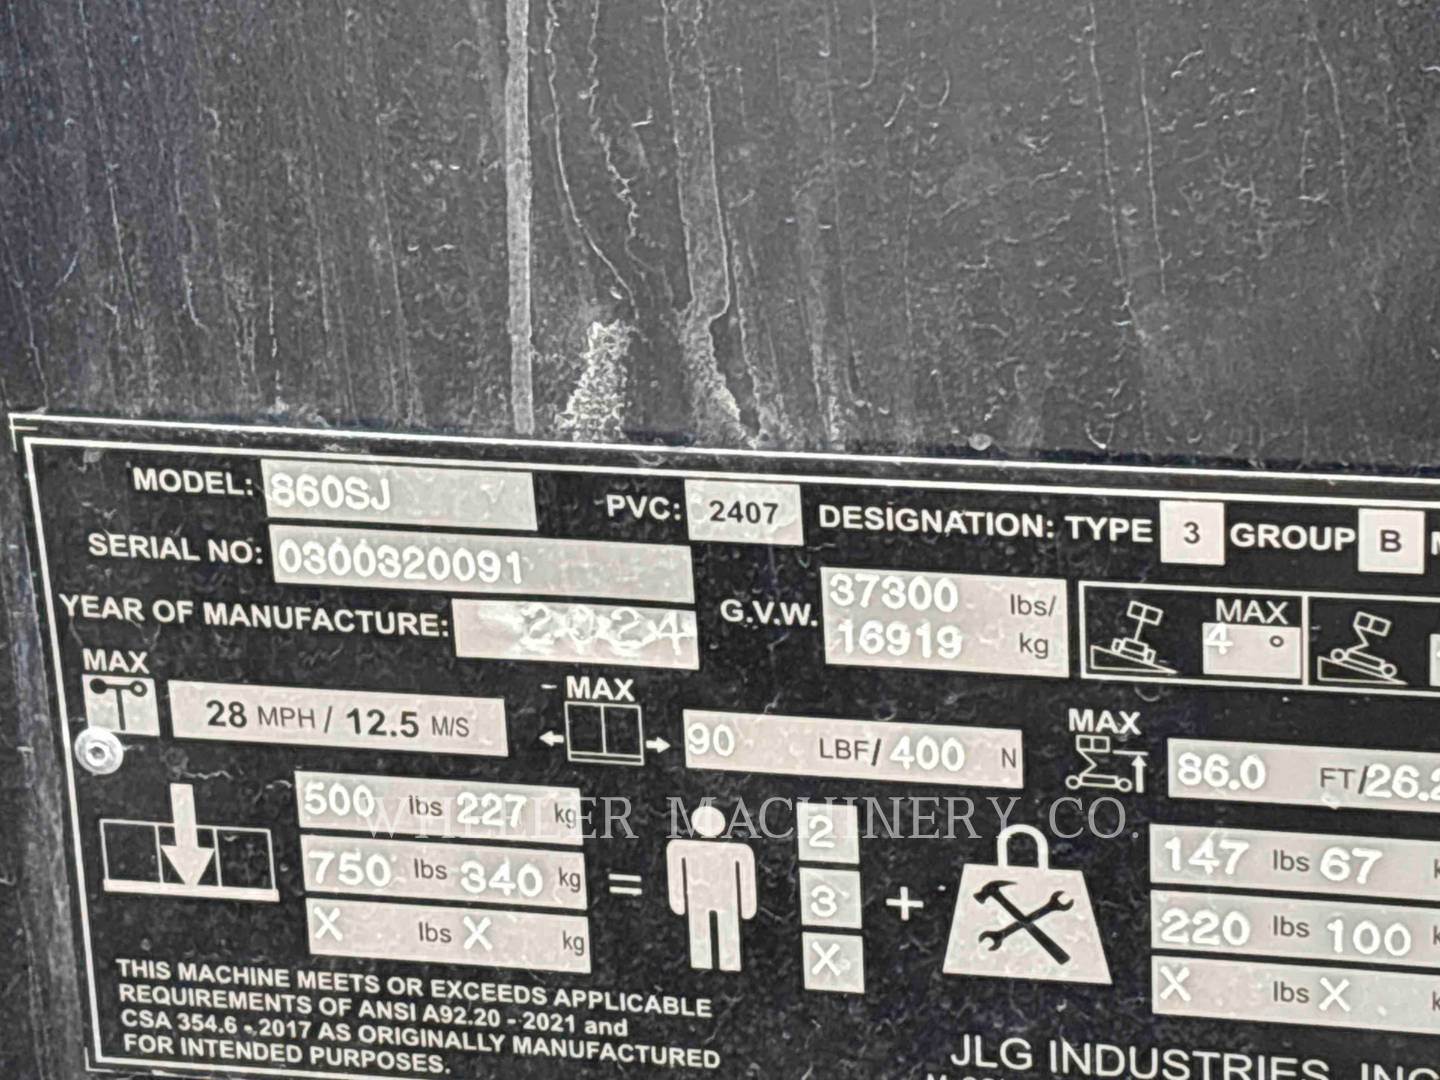 MODEL: 860SJ PVC: 2407 DESIGNATION: TYPE 3 GROUP B
SERIAL NO: 0300320091
YEAR OF MANUFACTURE: 2024 G.V.W. 37300 lbs/
16919 kg
MAX 4 °
MAX 28 MPH / 12.5 M/S
MAX 90 LBF/ 400 N
MAX 86.0 FT/26.2
500 lbs 227 kg 2 147 lbs 67
750 lbs 340 kg = 3 + 220 lbs 100
X lbs X kg X X lbs X
WHEELER MACHINERY CO.
THIS MACHINE MEETS OR EXCEEDS APPLICABLE
REQUIREMENTS OF ANSI A92.20 - 2021 and
CSA 354.6 - 2017 AS ORIGINALLY MANUFACTURED
FOR INTENDED PURPOSES.
JLG INDUSTRIES, INC